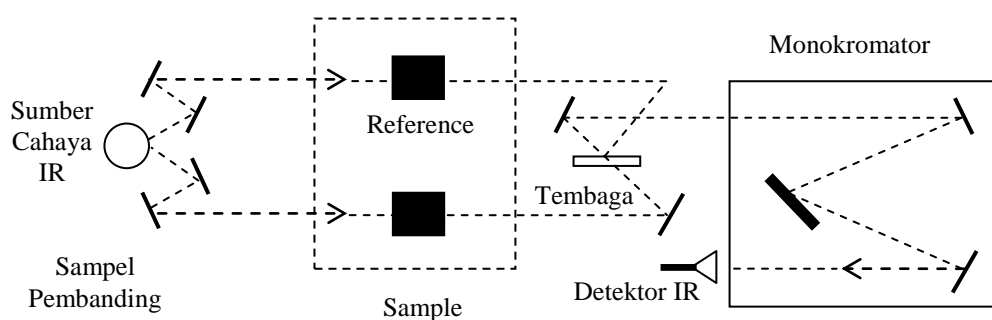 Monokromator
Sumber
Cahaya
IR
Reference
Tembaga
Sampel
Pembanding
Detektor IR
Sample